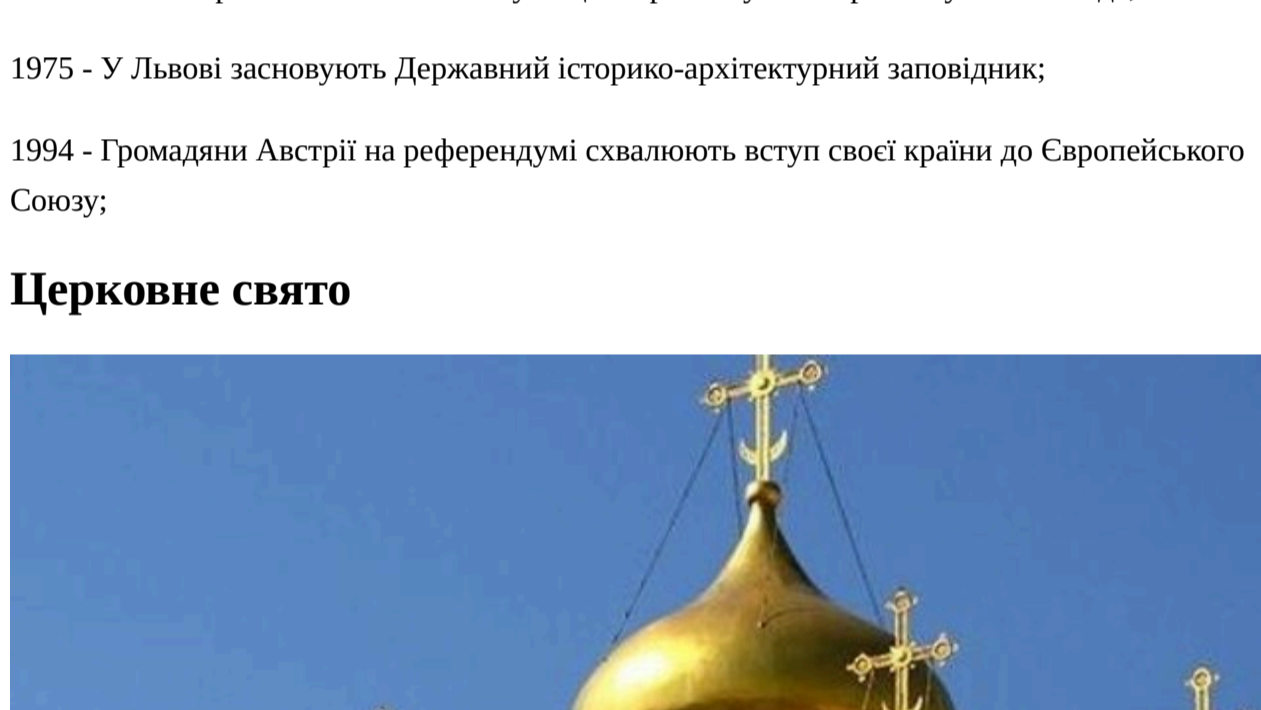 1975 - У Львові засновують Державний історико-архітектурний заповідник;
1994 - Громадяни Австрії на референдумі схвалюють вступ своєї країни до Європейського
Союзу;
Церковне свято